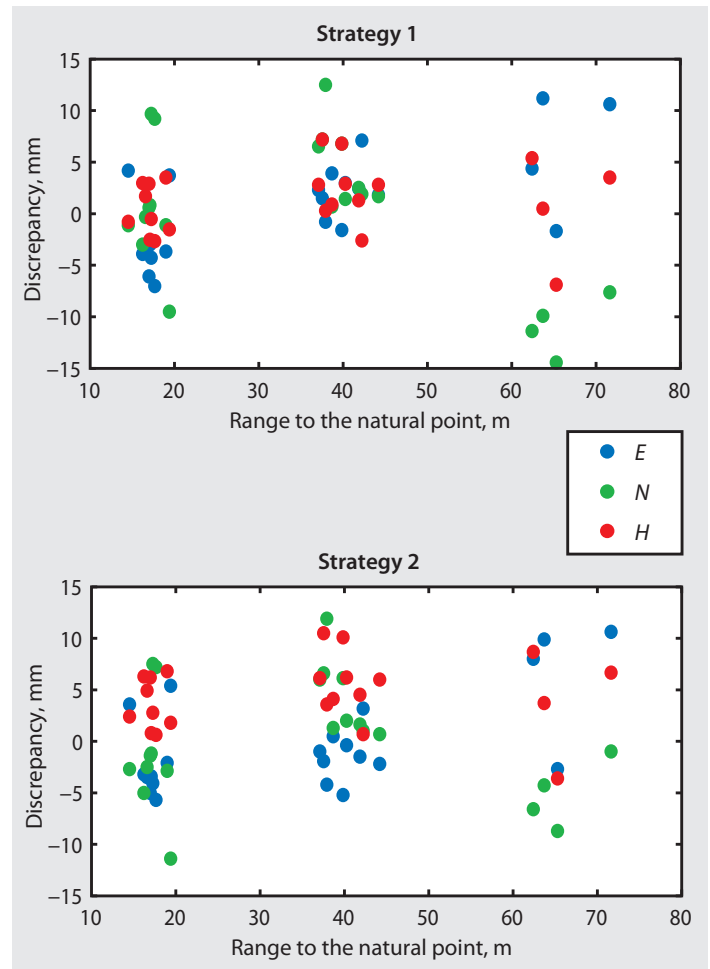 Strategy 1
15
10
5
0
−5
−10
−15
10 20 30 40 50 60 70 80
Discrepancy, mm
Range to the natural point, m
E
N
H
Strategy 2
15
10
5
0
−5
−10
−15
10 20 30 40 50 60 70 80
Discrepancy, mm
Range to the natural point, m